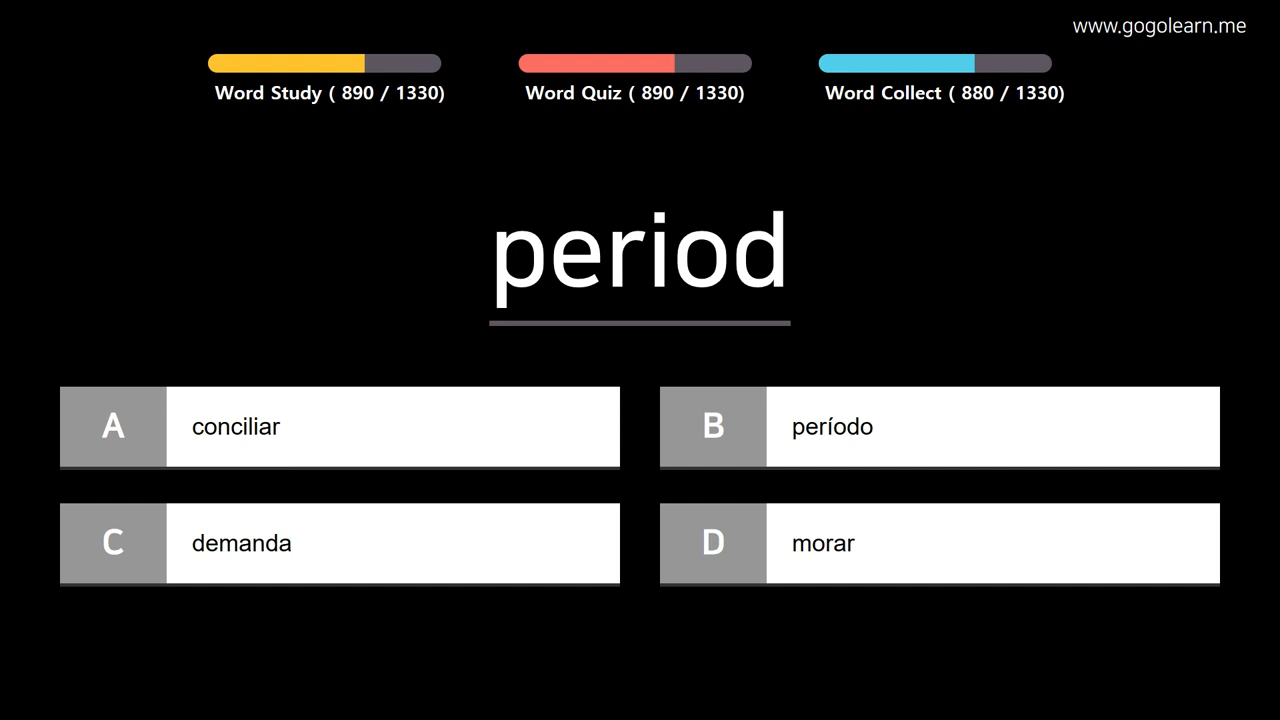 www.gogolearn.me
Word Study ( 890 / 1330)
Word Quiz ( 890 / 1330)
Word Collect ( 880 / 1330)
period
A
conciliar
B
período
C
demanda
D
morar